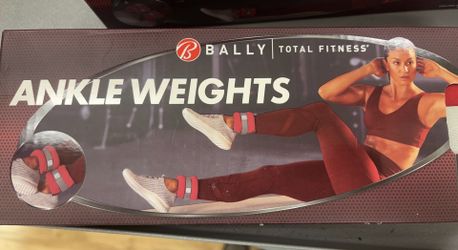 B BALLY | TOTAL FITNESS®
ANKLE WEIGHTS